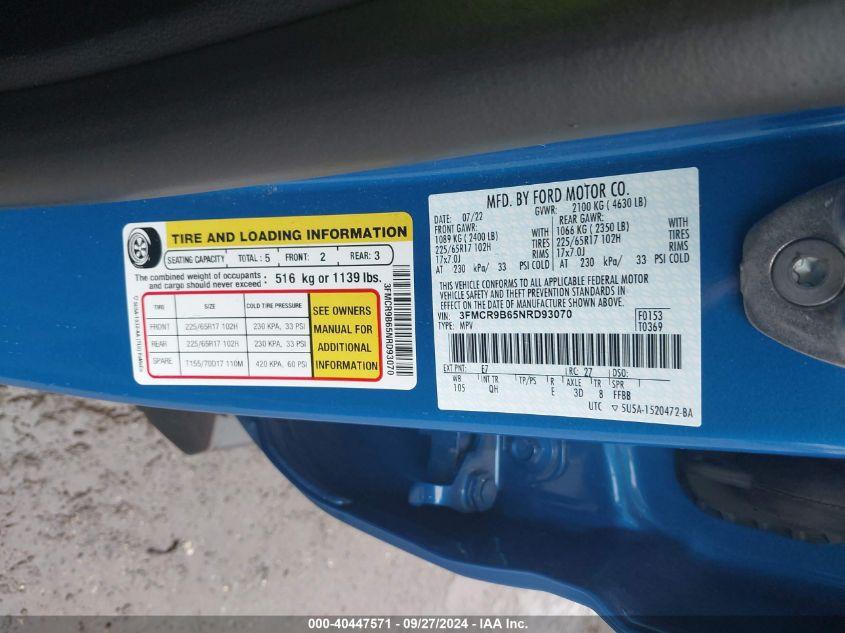 TIRE AND LOADING INFORMATION
SEATING CAPACITY TOTAL : 5 FRONT: 2 REAR: 3
The combined weight of occupants
and cargo should never exceed : 516 kg or 1139 lbs.
TIRE SIZE COLD TIRE PRESSURE
FRONT 225/65R17 102H 230 KPA, 33 PSI
REAR 225/65R17 102H 230 KPA, 33 PSI
SPARE T155/70D17 110M 420 KPA, 60 PSI
SEE OWNERS
MANUAL FOR
ADDITIONAL
INFORMATION
3FMCR9B65NRD93070
MFD. BY FORD MOTOR CO.
DATE: 07/22 GVWR: 2100 KG ( 4630 LB)
FRONT GAWR: REAR GAWR:
1089 KG ( 2400 LB) 1066 KG ( 2350 LB)
225/65R17 102H TIRES 225/65R17 102H TIRES
17x7.0J RIMS 17x7.0J RIMS
AT 230 kPa/ 33 PSI COLD AT 230 kPa/ 33 PSI COLD
THIS VEHICLE CONFORMS TO ALL APPLICABLE FEDERAL MOTOR
VEHICLE SAFETY AND THEFT PREVENTION STANDARDS IN
EFFECT ON THE DATE OF MANUFACTURE SHOWN ABOVE.
VIN: 3FMCR9B65NRD93070 F0153
TYPE: MPV T0369
EXT PNT: E7 RC: 27 DSO:
WB INT TR TP/PS R AXLE TR SPR
105 QH E 3D 8 FFBB
UTC ▽ 5U5A-1520472-BA
000-40447571 - 09/27/2024 - IAA Inc.